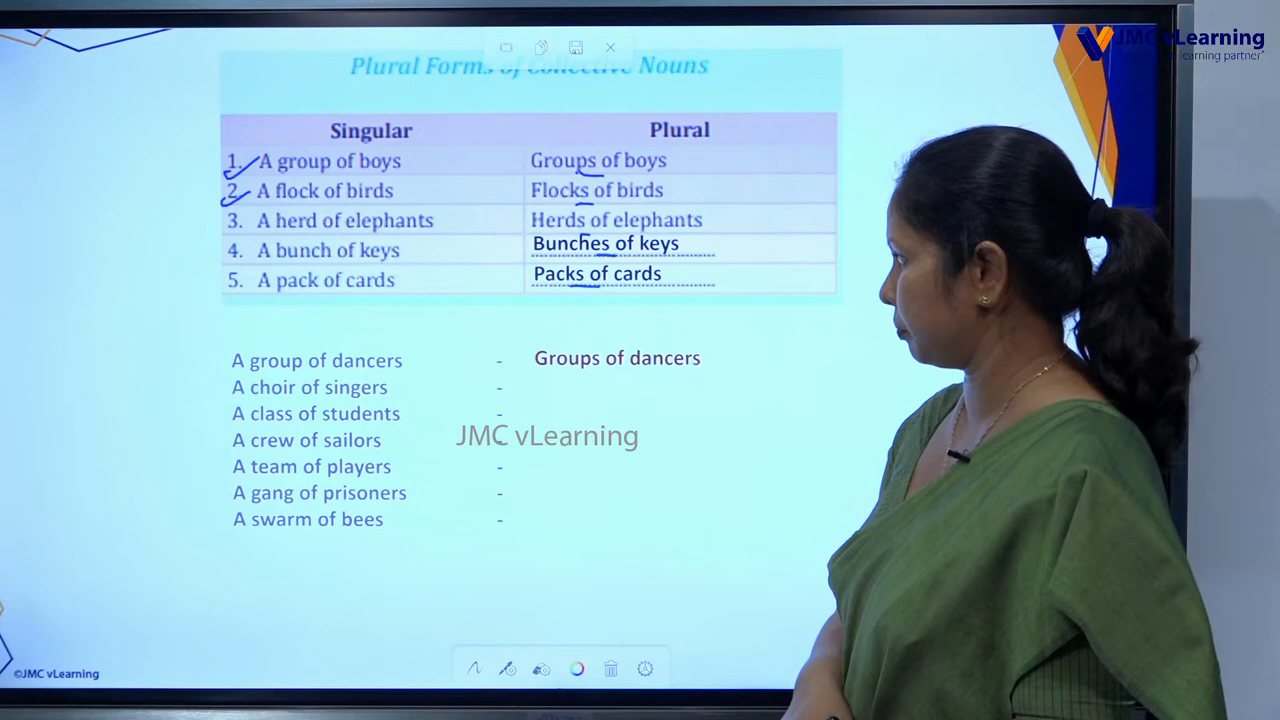 JMC vLearning
learning partner
Plural Forms of Collective Nouns
Singular Plural
1. A group of boys Groups of boys
2. A flock of birds Flocks of birds
3. A herd of elephants Herds of elephants
4. A bunch of keys Bunches of keys
5. A pack of cards Packs of cards
A group of dancers - Groups of dancers
A choir of singers -
A class of students -
A crew of sailors
JMC vLearning
A team of players -
A gang of prisoners -
A swarm of bees -
©JMC vLearning